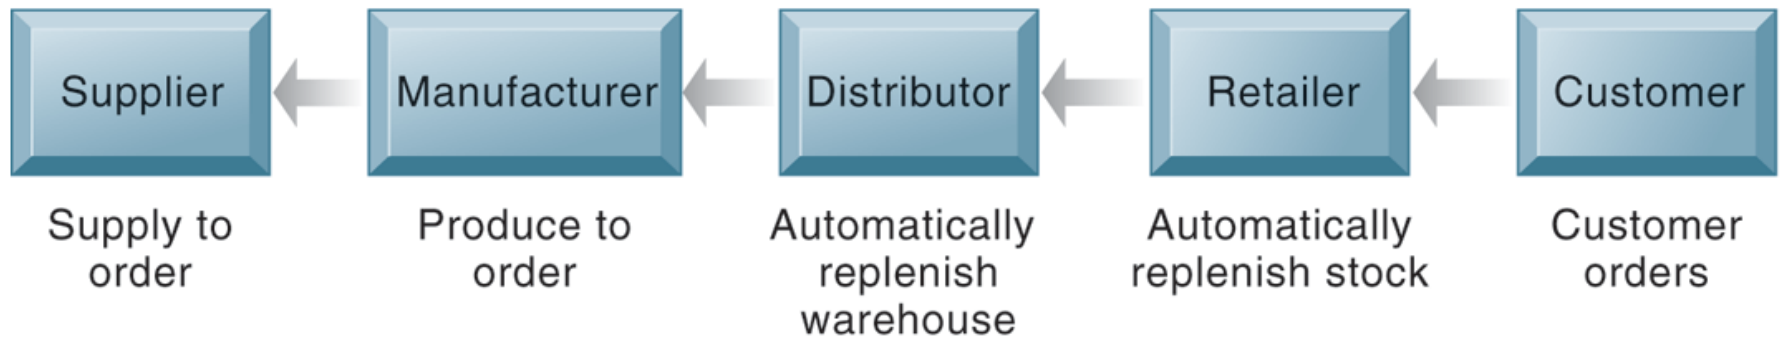 Supplier
Manufacturer
Distributor
Retailer
Customer
Supply to
order
Produce to
order
Automatically
replenish
warehouse
Automatically
replenish stock
Customer
orders